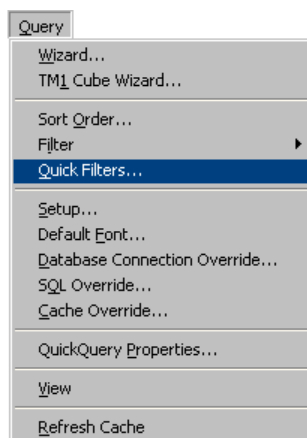 Query
Wizard...
TM1 Cube Wizard...
Sort Order...
Filter
Quick Filters...
Setup...
Default Font...
Database Connection Override...
SQL Override...
Cache Override...
QuickQuery Properties...
View
Refresh Cache